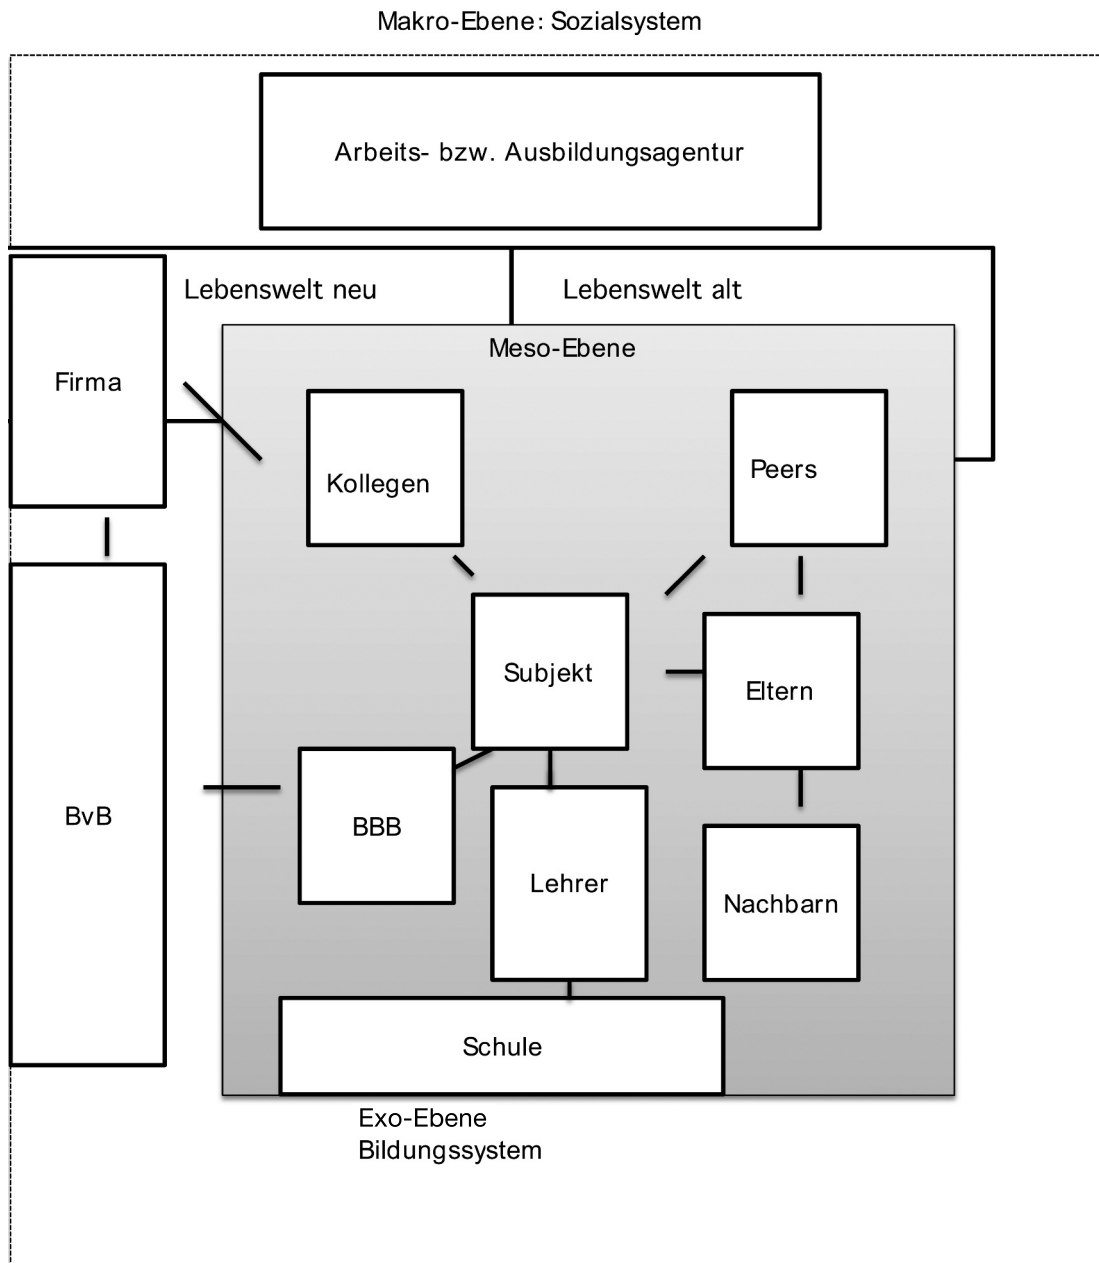 Makro-Ebene: Sozialsystem
Arbeits- bzw. Ausbildungsagentur
Lebenswelt neu
Lebenswelt alt
Meso-Ebene
Firma
Kollegen
Peers
Subjekt
Eltern
BvB
BBB
Lehrer
Nachbarn
Schule
Exo-Ebene
Bildungssystem